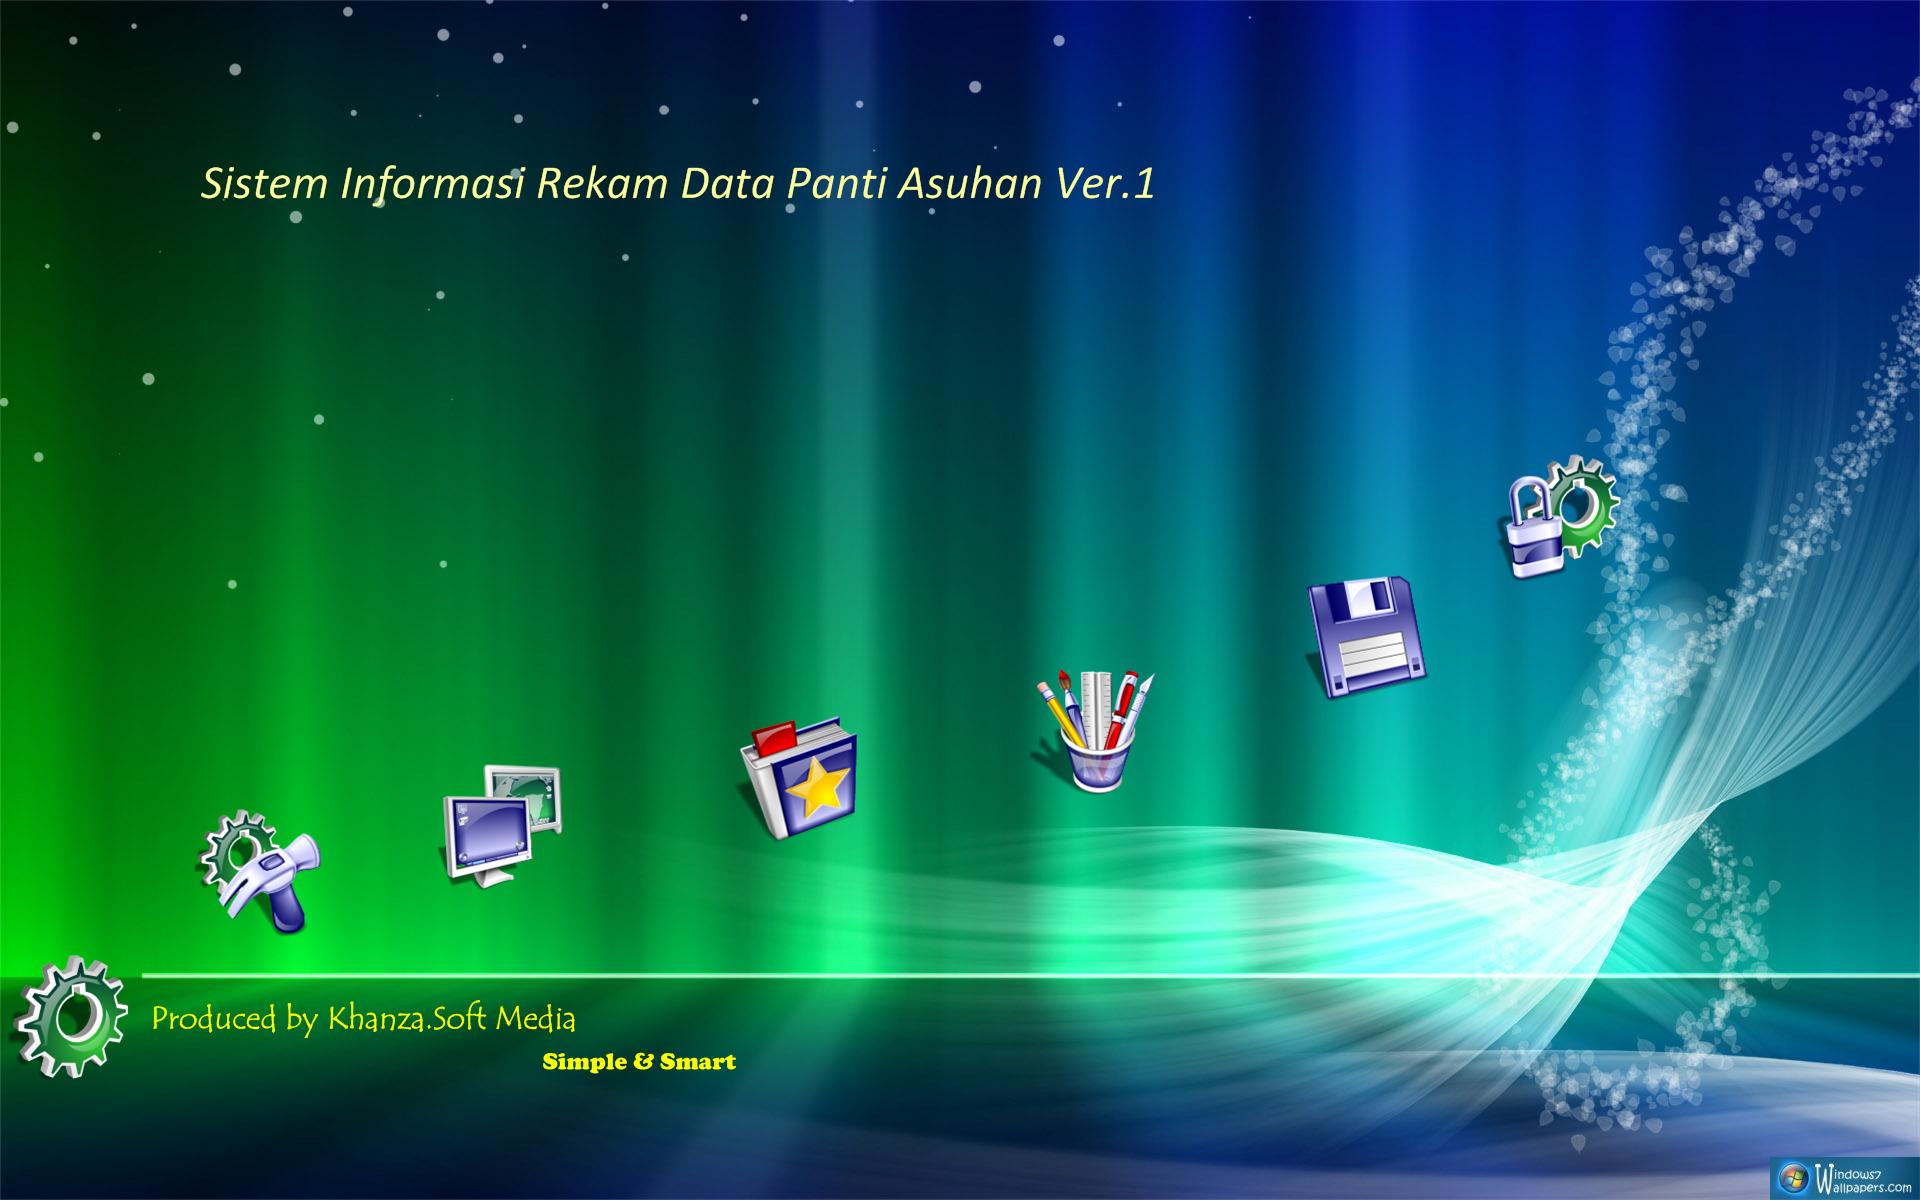 Sistem Informasi Rekam Data Panti Asuhan Ver.1
Produced by Khanza.Soft Media
Simple & Smart
Windows7
Wallpapers.com